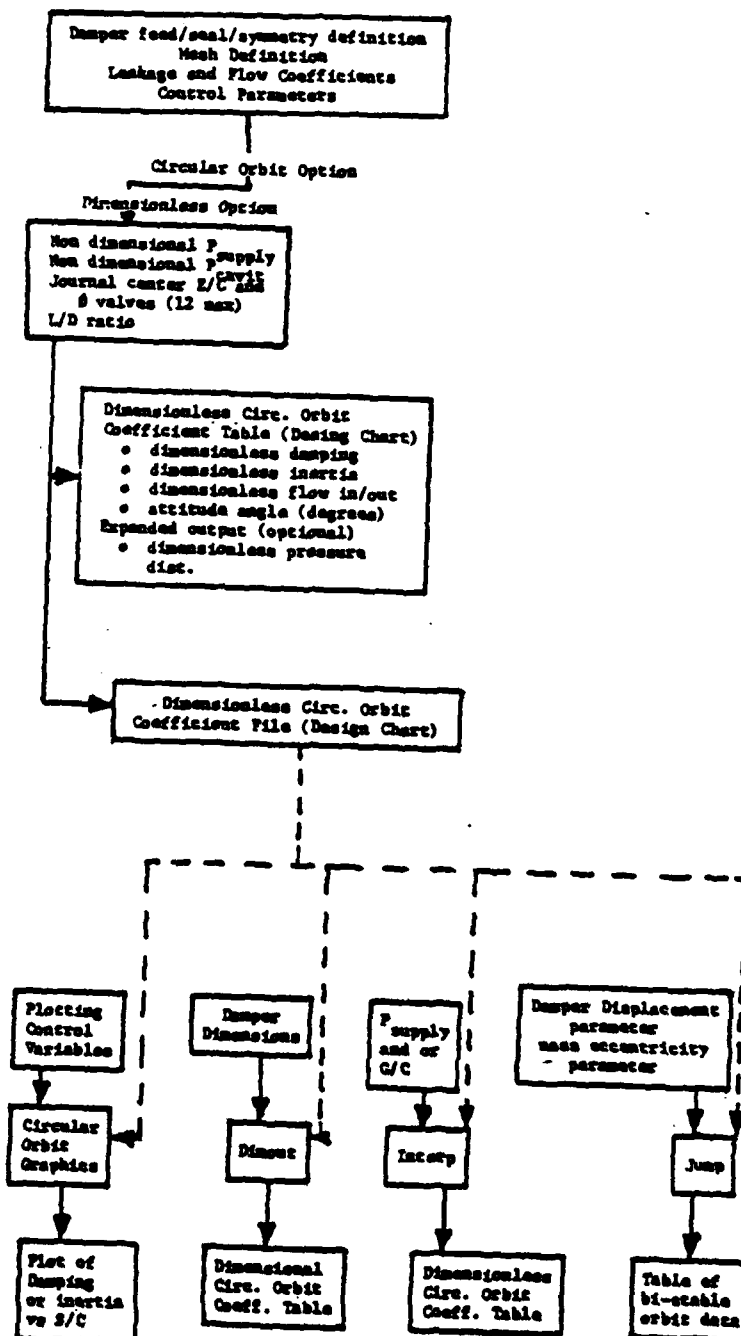 Damper feed/seal/symmetry definition
Mesh Definition
Leakage and Flow Coefficients
Control Parameters
Circular Orbit Option
Dimensionless Option
Non dimensional P supply
Non dimensional P cavit
Journal center E/C and
Ø valves (12 max)
L/D ratio
Dimensionless Circ. Orbit
Coefficient Table (Desing Chart)
• dimensionless damping
• dimensionless inertia
• dimensionless flow in/out
• attitude angle (degrees)
Expanded output (optional)
• dimensionless pressure
dist.
Dimensionless Circ. Orbit
Coefficient File (Design Chart)
Plotting
Control
Variables
Damper
Dimensions
P supply
and or
G/C
Damper Displacement
parameter
mass eccentricity
parameter
Circular
Orbit
Graphics
Dimout
Interp
Jump
Plot of
Damping
or inertia
vs E/C
Dimensional
Circ. Orbit
Coeff. Table
Dimensionless
Circ. Orbit
Coeff. Table
Table of
bi-stable
orbit data